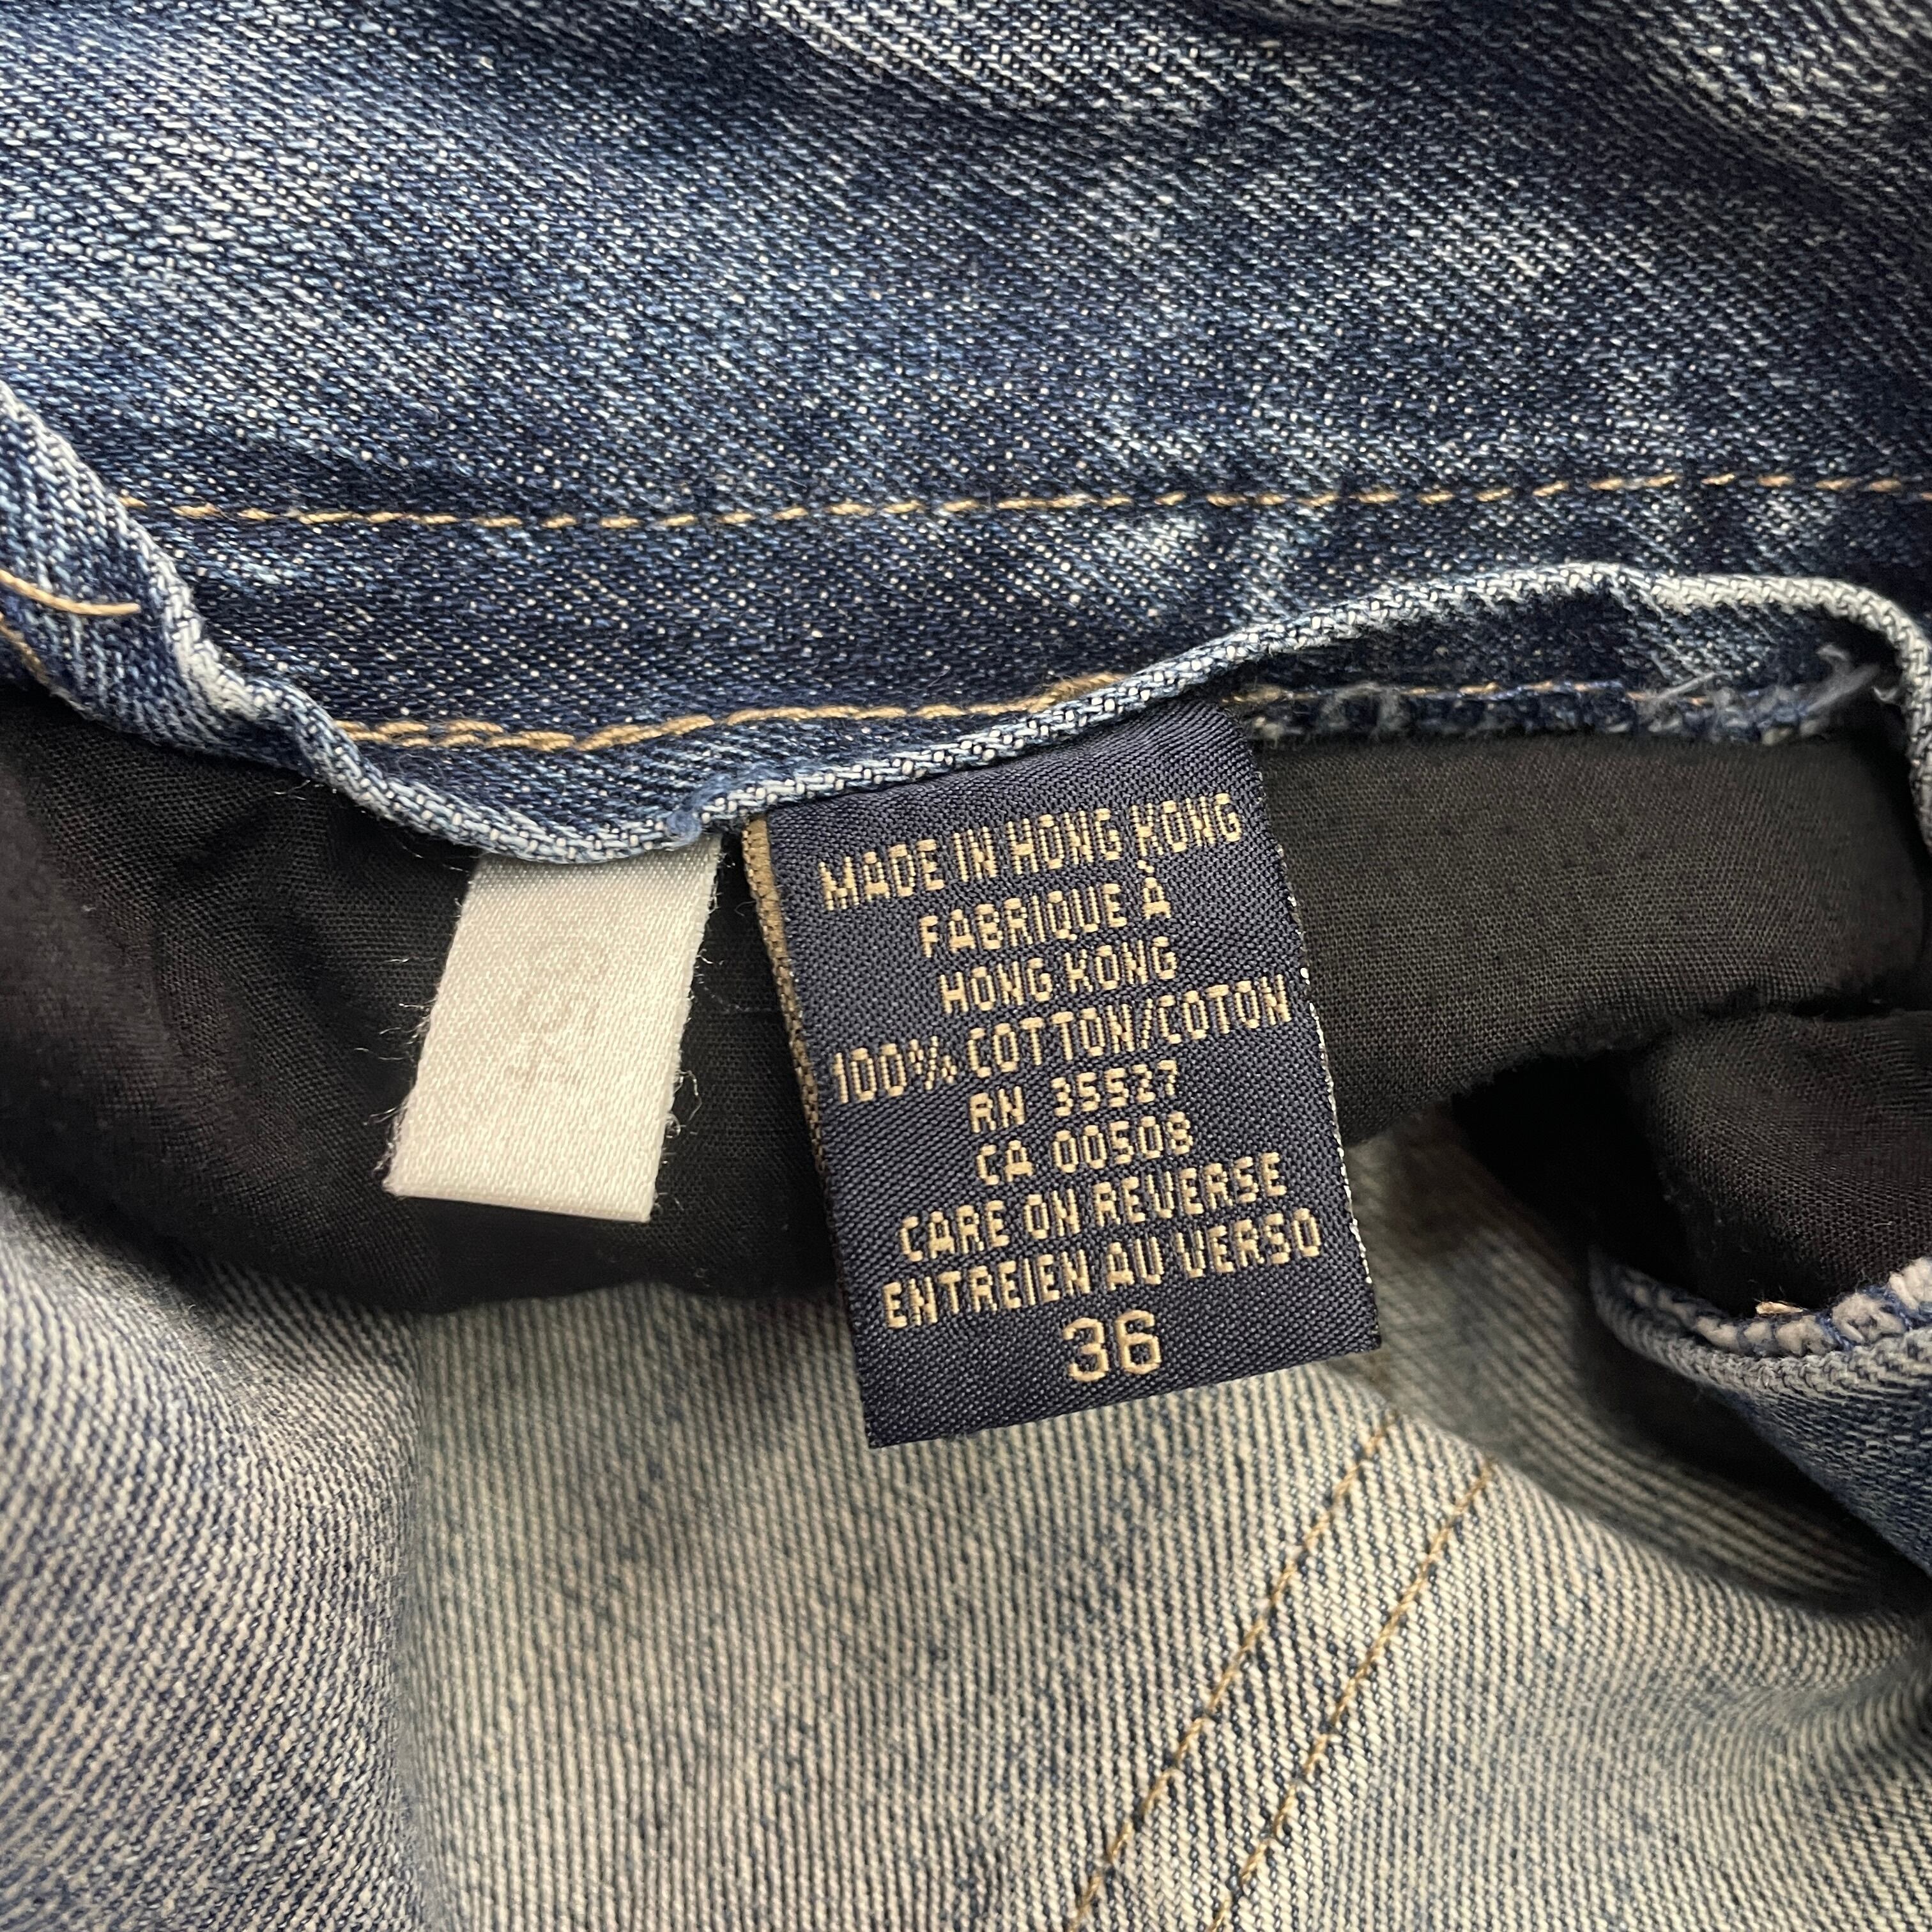 MADE IN HONG KONG
FABRIQUE À
HONG KONG
100% COTTON/COTON
RN 35527
CA 00508
CARE ON REVERSE
ENTREIEN AU VERSO
36